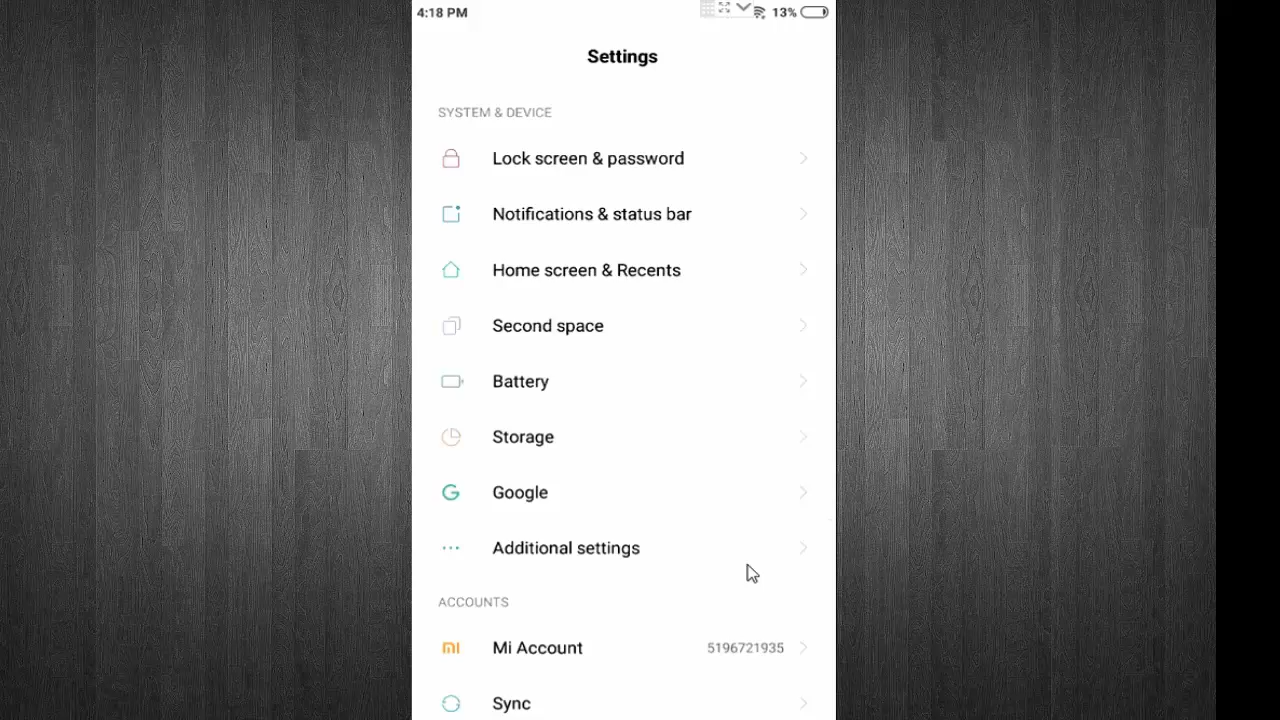 4:18 PM 13%
Settings
SYSTEM & DEVICE
Lock screen & password
Notifications & status bar
Home screen & Recents
Second space
Battery
Storage
Google
Additional settings
ACCOUNTS
Mi Account 5196721935
Sync